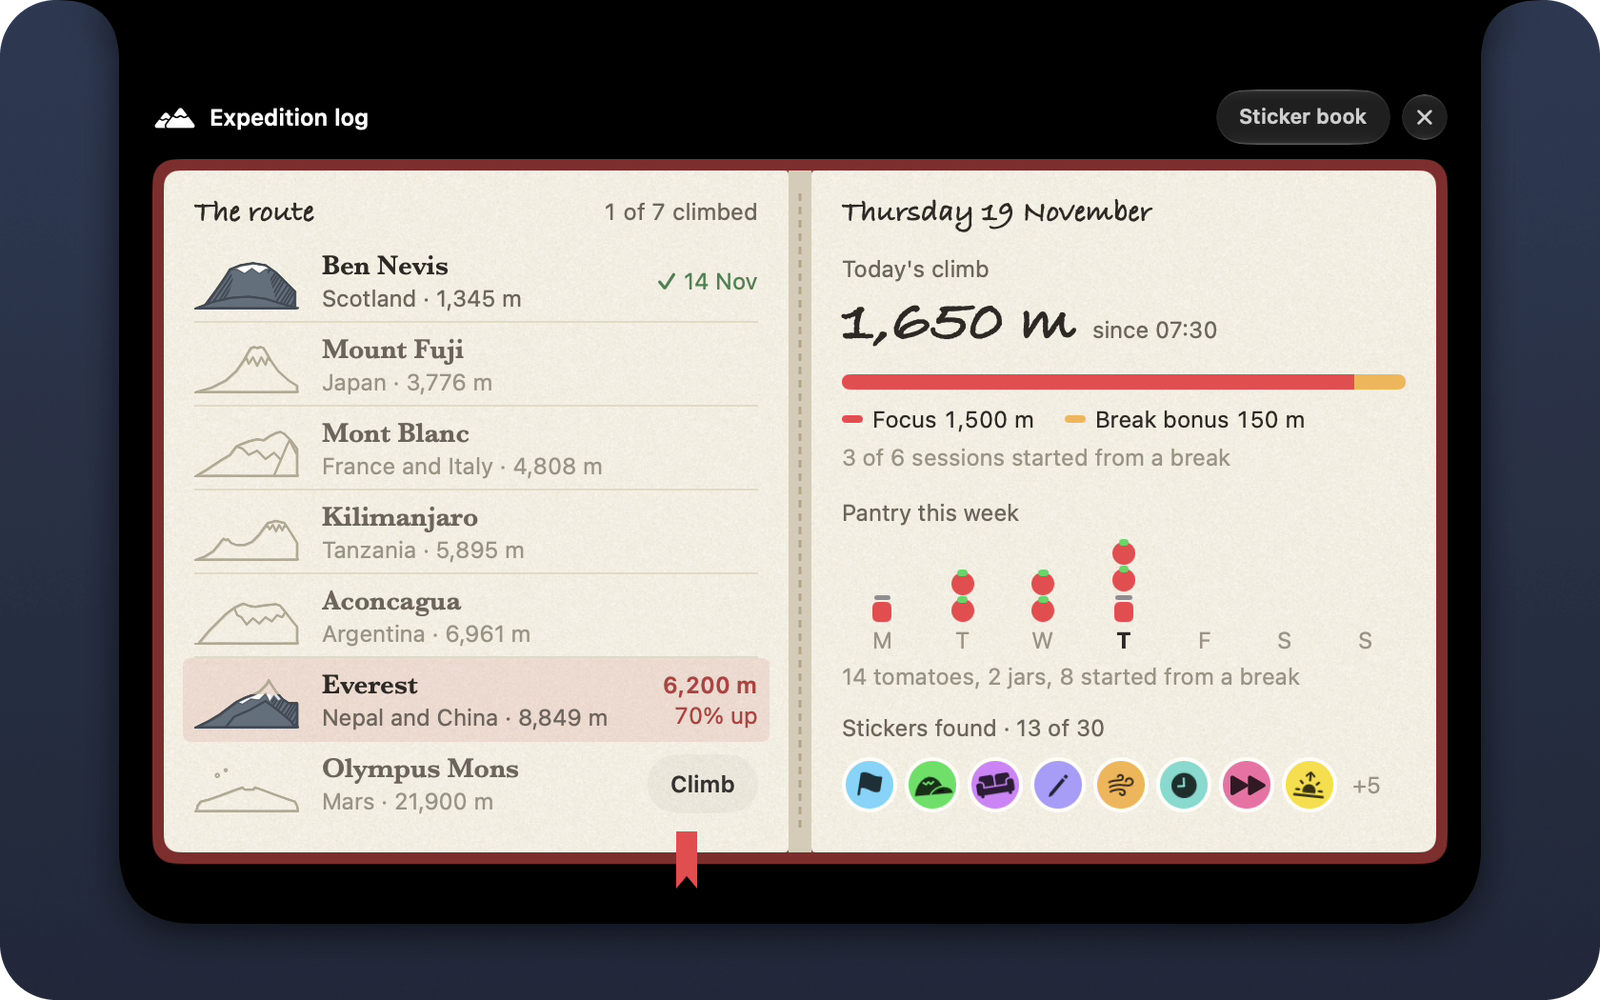 Expedition log
Sticker book
The route
1 of 7 climbed
Ben Nevis
Scotland · 1,345 m
✓ 14 Nov
Mount Fuji
Japan · 3,776 m
Mont Blanc
France and Italy · 4,808 m
Kilimanjaro
Tanzania · 5,895 m
Aconcagua
Argentina · 6,961 m
Everest
Nepal and China · 8,849 m
6,200 m
70% up
Olympus Mons
Mars · 21,900 m
Climb
Thursday 19 November
Today's climb
1,650 m since 07:30
Focus 1,500 m Break bonus 150 m
3 of 6 sessions started from a break
Pantry this week
M T W T F S S
14 tomatoes, 2 jars, 8 started from a break
Stickers found · 13 of 30
+5